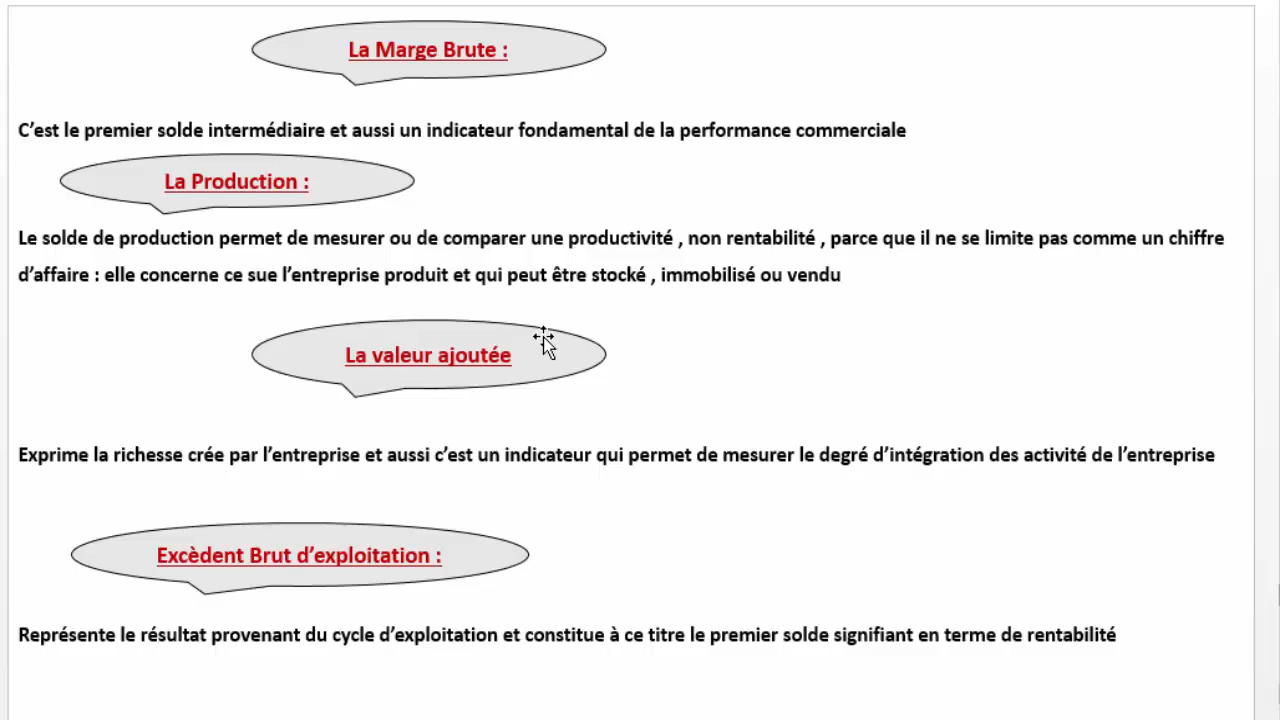 La Marge Brute :
C’est le premier solde intermédiaire et aussi un indicateur fondamental de la performance commerciale
La Production :
Le solde de production permet de mesurer ou de comparer une productivité , non rentabilité , parce que il ne se limite pas comme un chiffre
d’affaire : elle concerne ce sue l’entreprise produit et qui peut être stocké , immobilisé ou vendu
La valeur ajoutée
Exprime la richesse crée par l’entreprise et aussi c’est un indicateur qui permet de mesurer le degré d’intégration des activité de l’entreprise
Excèdent Brut d’exploitation :
Représente le résultat provenant du cycle d’exploitation et constitue à ce titre le premier solde signifiant en terme de rentabilité